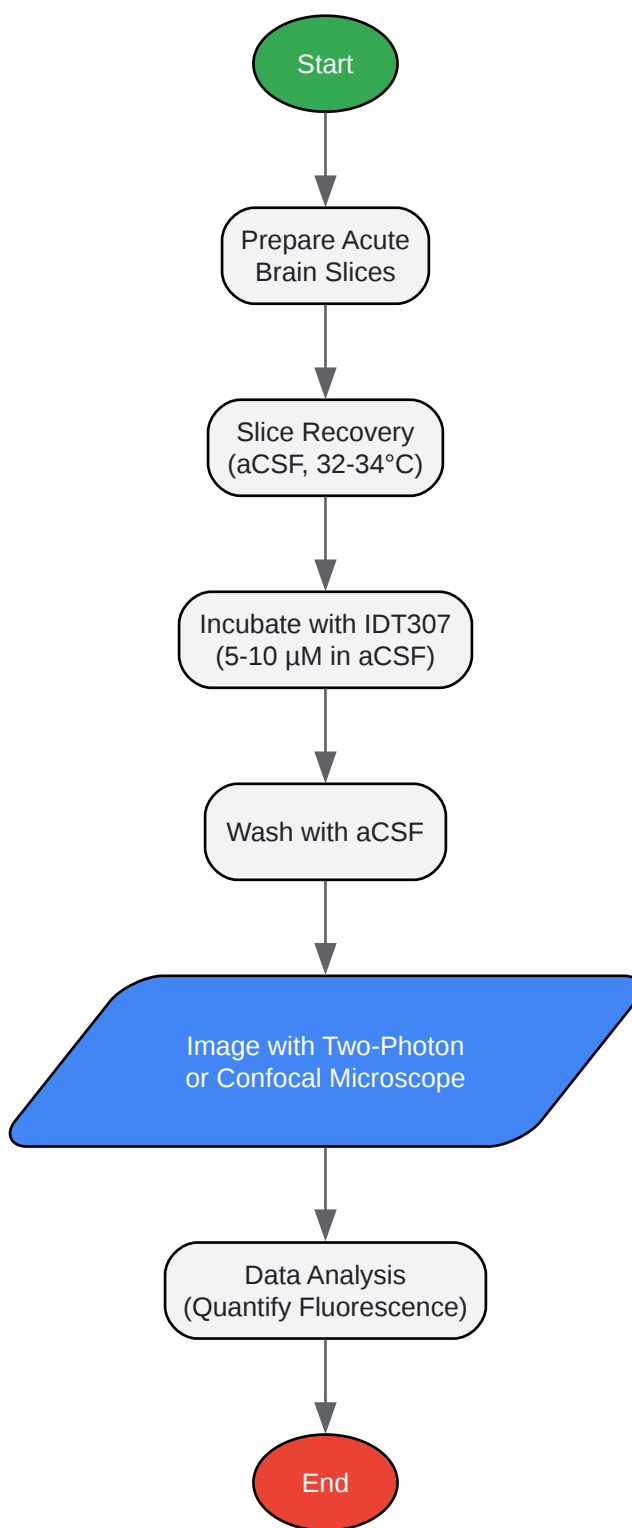 Start
Prepare Acute
Brain Slices
Slice Recovery
(aCSF, 32-34°C)
Incubate with IDT307
(5-10 µM in aCSF)
Wash with aCSF
Image with Two-Photon
or Confocal Microscope
Data Analysis
(Quantify Fluorescence)
End